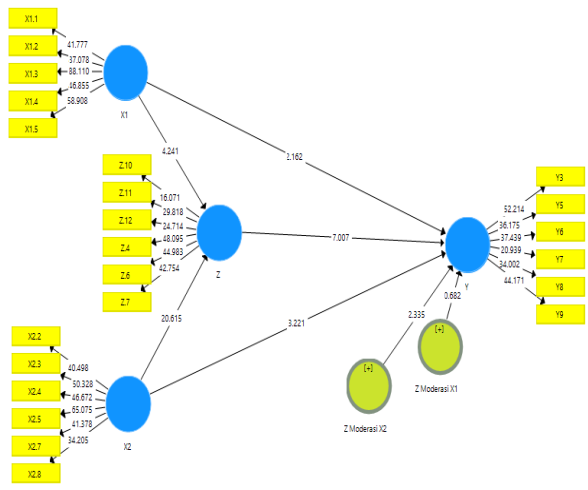 X1.1
X1.2
X1.3
X1.4
X1.5
41.777
37.078
88.110
46.855
58.908
X1
4.241
2.162
Z.10
Z.11
Z.12
Z.4
Z.6
Z.7
16.071
29.818
24.714
48.095
44.983
42.754
Z
7.007
Y3
Y5
Y6
Y7
Y8
Y9
52.214
36.175
37.439
20.939
34.002
44.171
Y
20.615
3.221
2.335
0.682
[+]
Z Moderasi X1
[+]
Z Moderasi X2
X2.2
X2.3
X2.4
X2.5
X2.7
X2.8
40.498
50.328
46.672
65.075
41.378
34.205
X2